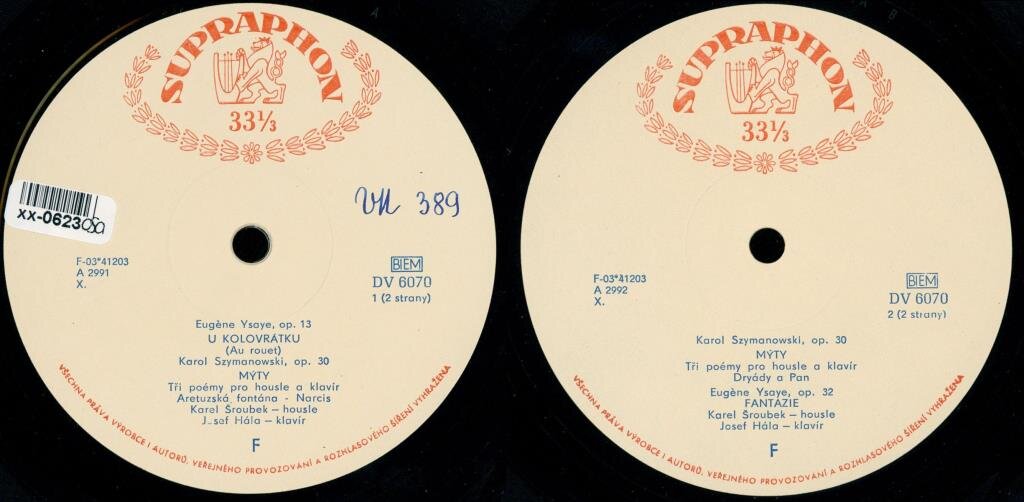 SUPRAPHON
33⅓
xx-0623
VH 389
F-03*41203
A 2991
X.
BIEM
DV 6070
1 (2 strany)
Eugène Ysaye, op. 13
U KOLOVRÁTKU
(Au rouet)
Karol Szymanowski, op. 30
MÝTY
Tři poémy pro housle a klavír
Aretuzská fontána - Narcis
Karel Šroubek — housle
Josef Hála — klavír
F
VŠECHNA PRÁVA VÝROBCE I AUTORŮ, VEŘEJNÉHO PROVOZOVÁNÍ A ROZHLASOVÉHO ŠÍŘENÍ VYHRAŽENA
SUPRAPHON
33⅓
F-03*41203
A 2992
X.
BIEM
DV 6070
2 (2 strany)
Karol Szymanowski, op. 30
MÝTY
Tři poémy pro housle a klavír
Dryády a Pan
Eugène Ysaye, op. 32
FANTAZIE
Karel Šroubek — housle
Josef Hála — klavír
F
VŠECHNA PRÁVA VÝROBCE I AUTORŮ, VEŘEJNÉHO PROVOZOVÁNÍ A ROZHLASOVÉHO ŠÍŘENÍ VYHRAŽENA